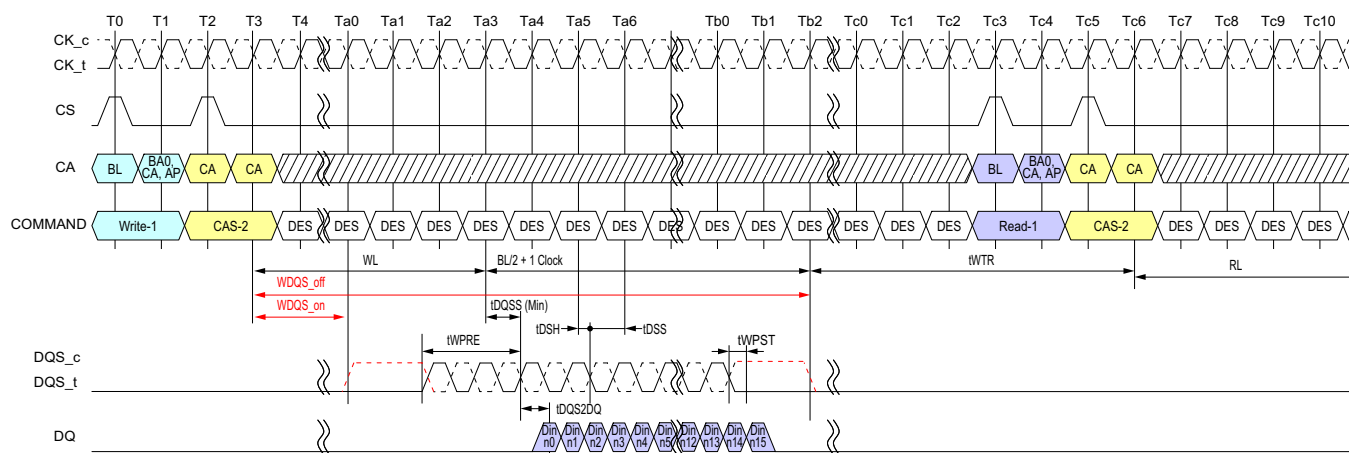 T0 T1 T2 T3 T4 Ta0 Ta1 Ta2 Ta3 Ta4 Ta5 Ta6 Tb0 Tb1 Tb2 Tc0 Tc1 Tc2 Tc3 Tc4 Tc5 Tc6 Tc7 Tc8 Tc9 Tc10
CK_c
CK_t
CS
CA BL BA0, CA, AP CA CA BL BA0, CA, AP CA CA
COMMAND Write-1 CAS-2 DES DES DES DES DES DES DES DES DES DES DES DES DES DES DES Read-1 CAS-2 DES DES DES DES
WL BL/2 + 1 Clock tWTR RL
WDQS_off
WDQS_on tDQSS (Min)
tDSH tDSS
tWPRE tWPST
DQS_c
DQS_t
tDQS2DQ
DQ Din n0 Din n1 Din n2 Din n3 Din n4 Din n5 Din n12 Din n13 Din n14 Din n15